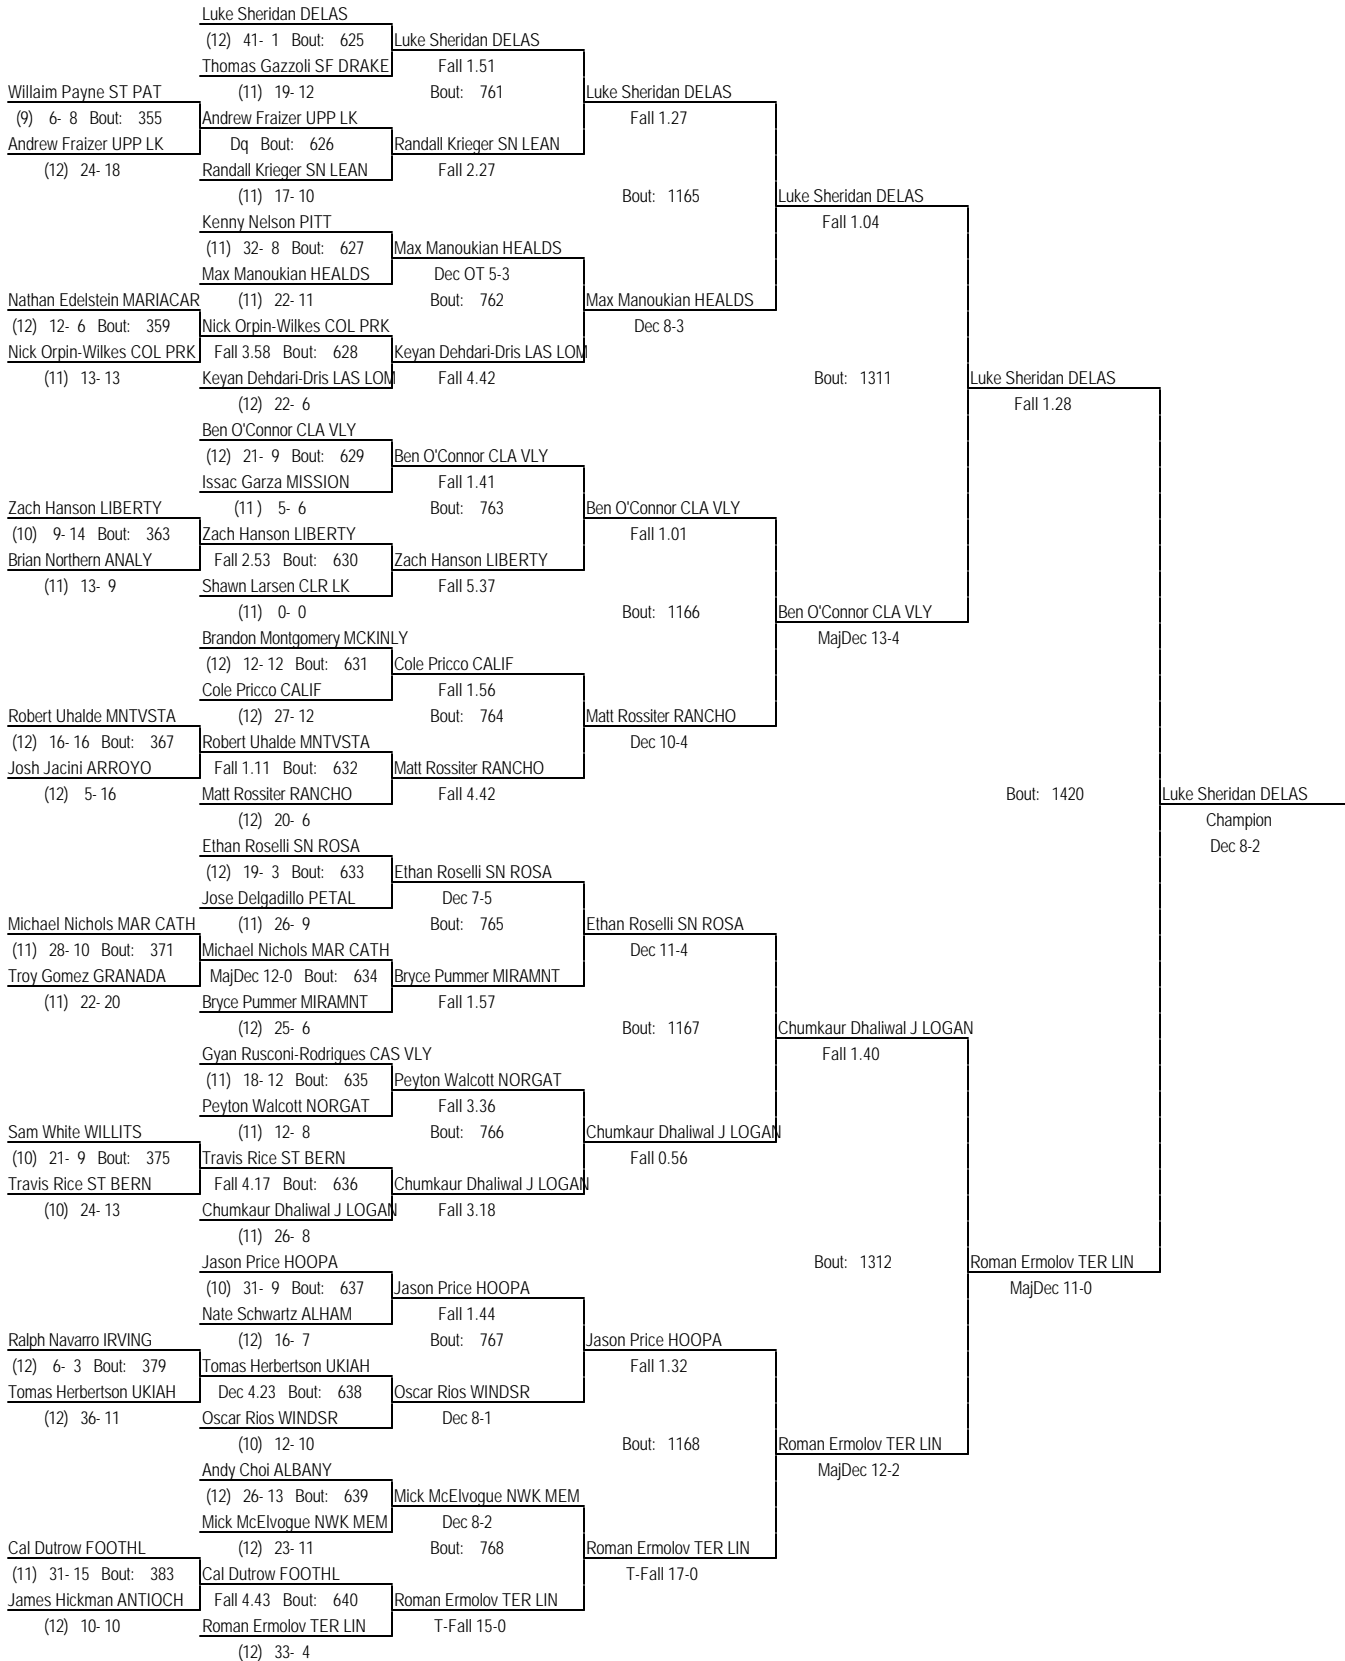 Luke Sheridan DELAS
(12) 41- 1 Bout: 625 Luke Sheridan DELAS
Thomas Gazzoli SF DRAKE Fall 1.51
Willaim Payne ST PAT (11) 19- 12 Bout: 761 Luke Sheridan DELAS
(9) 6- 8 Bout: 355 Andrew Fraizer UPP LK Fall 1.27
Andrew Fraizer UPP LK Dq Bout: 626 Randall Krieger SN LEAN
(12) 24- 18 Randall Krieger SN LEAN Fall 2.27
(11) 17- 10 Bout: 1165 Luke Sheridan DELAS
Kenny Nelson PITT Fall 1.04
(11) 32- 8 Bout: 627 Max Manoukian HEALDS
Max Manoukian HEALDS Dec OT 5-3
Nathan Edelstein MARIACAR (11) 22- 11 Bout: 762 Max Manoukian HEALDS
(12) 12- 6 Bout: 359 Nick Orpin-Wilkes COL PRK Dec 8-3
Nick Orpin-Wilkes COL PRK Fall 3.58 Bout: 628 Keyan Dehdari-Dris LAS LOM
(11) 13- 13 Keyan Dehdari-Dris LAS LOM Fall 4.42 Bout: 1311 Luke Sheridan DELAS
(12) 22- 6 Fall 1.28
Ben O'Connor CLA VLY
(12) 21- 9 Bout: 629 Ben O'Connor CLA VLY
Issac Garza MISSION Fall 1.41
Zach Hanson LIBERTY (11 ) 5- 6 Bout: 763 Ben O'Connor CLA VLY
(10) 9- 14 Bout: 363 Zach Hanson LIBERTY Fall 1.01
Brian Northern ANALY Fall 2.53 Bout: 630 Zach Hanson LIBERTY
(11) 13- 9 Shawn Larsen CLR LK Fall 5.37
(11) 0- 0 Bout: 1166 Ben O'Connor CLA VLY
Brandon Montgomery MCKINLY MajDec 13-4
(12) 12- 12 Bout: 631 Cole Pricco CALIF
Cole Pricco CALIF Fall 1.56
Robert Uhalde MNTVSTA (12) 27- 12 Bout: 764 Matt Rossiter RANCHO
(12) 16- 16 Bout: 367 Robert Uhalde MNTVSTA Dec 10-4
Josh Jacini ARROYO Fall 1.11 Bout: 632 Matt Rossiter RANCHO
(12) 5- 16 Matt Rossiter RANCHO Fall 4.42 Bout: 1420 Luke Sheridan DELAS
(12) 20- 6 Champion
Ethan Roselli SN ROSA Dec 8-2
(12) 19- 3 Bout: 633 Ethan Roselli SN ROSA
Jose Delgadillo PETAL Dec 7-5
Michael Nichols MAR CATH (11) 26- 9 Bout: 765 Ethan Roselli SN ROSA
(11) 28- 10 Bout: 371 Michael Nichols MAR CATH Dec 11-4
Troy Gomez GRANADA MajDec 12-0 Bout: 634 Bryce Pummer MIRAMNT
(11) 22- 20 Bryce Pummer MIRAMNT Fall 1.57
(12) 25- 6 Bout: 1167 Chumkaur Dhaliwal J LOGAN
Gyan Rusconi-Rodrigues CAS VLY Fall 1.40
(11) 18- 12 Bout: 635 Peyton Walcott NORGAT
Peyton Walcott NORGAT Fall 3.36
Sam White WILLITS (11) 12- 8 Bout: 766 Chumkaur Dhaliwal J LOGAN
(10) 21- 9 Bout: 375 Travis Rice ST BERN Fall 0.56
Travis Rice ST BERN Fall 4.17 Bout: 636 Chumkaur Dhaliwal J LOGAN
(10) 24- 13 Chumkaur Dhaliwal J LOGAN Fall 3.18
(11) 26- 8
Jason Price HOOPA Bout: 1312 Roman Ermolov TER LIN
(10) 31- 9 Bout: 637 Jason Price HOOPA MajDec 11-0
Nate Schwartz ALHAM Fall 1.44
Ralph Navarro IRVING (12) 16- 7 Bout: 767 Jason Price HOOPA
(12) 6- 3 Bout: 379 Tomas Herbertson UKIAH Fall 1.32
Tomas Herbertson UKIAH Dec 4.23 Bout: 638 Oscar Rios WINDSR
(12) 36- 11 Oscar Rios WINDSR Dec 8-1
(10) 12- 10 Bout: 1168 Roman Ermolov TER LIN
Andy Choi ALBANY MajDec 12-2
(12) 26- 13 Bout: 639 Mick McElvogue NWK MEM
Mick McElvogue NWK MEM Dec 8-2
Cal Dutrow FOOTHL (12) 23- 11 Bout: 768 Roman Ermolov TER LIN
(11) 31- 15 Bout: 383 Cal Dutrow FOOTHL T-Fall 17-0
James Hickman ANTIOCH Fall 4.43 Bout: 640 Roman Ermolov TER LIN
(12) 10- 10 Roman Ermolov TER LIN T-Fall 15-0
(12) 33- 4